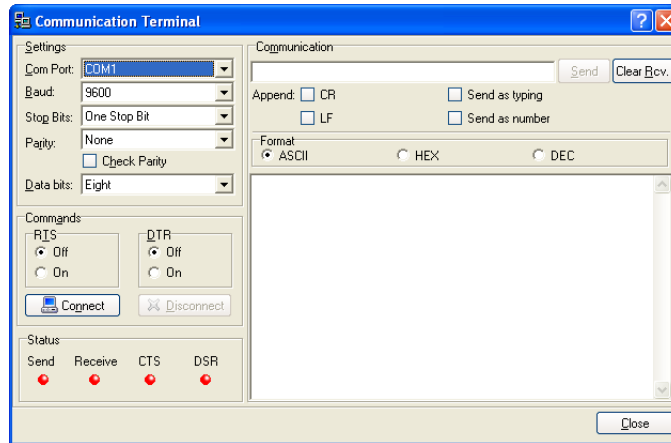 Communication Terminal
Settings
Com Port: COM1
Baud: 9600
Stop Bits: One Stop Bit
Parity: None
Check Parity
Data bits: Eight
Commands
RTS
Off
On
DTR
Off
On
Connect
Disconnect
Status
Send Receive CTS DSR
Communication
Send
Clear Rcv.
Append: CR
Send as typing
LF
Send as number
Format
ASCII HEX DEC
Close